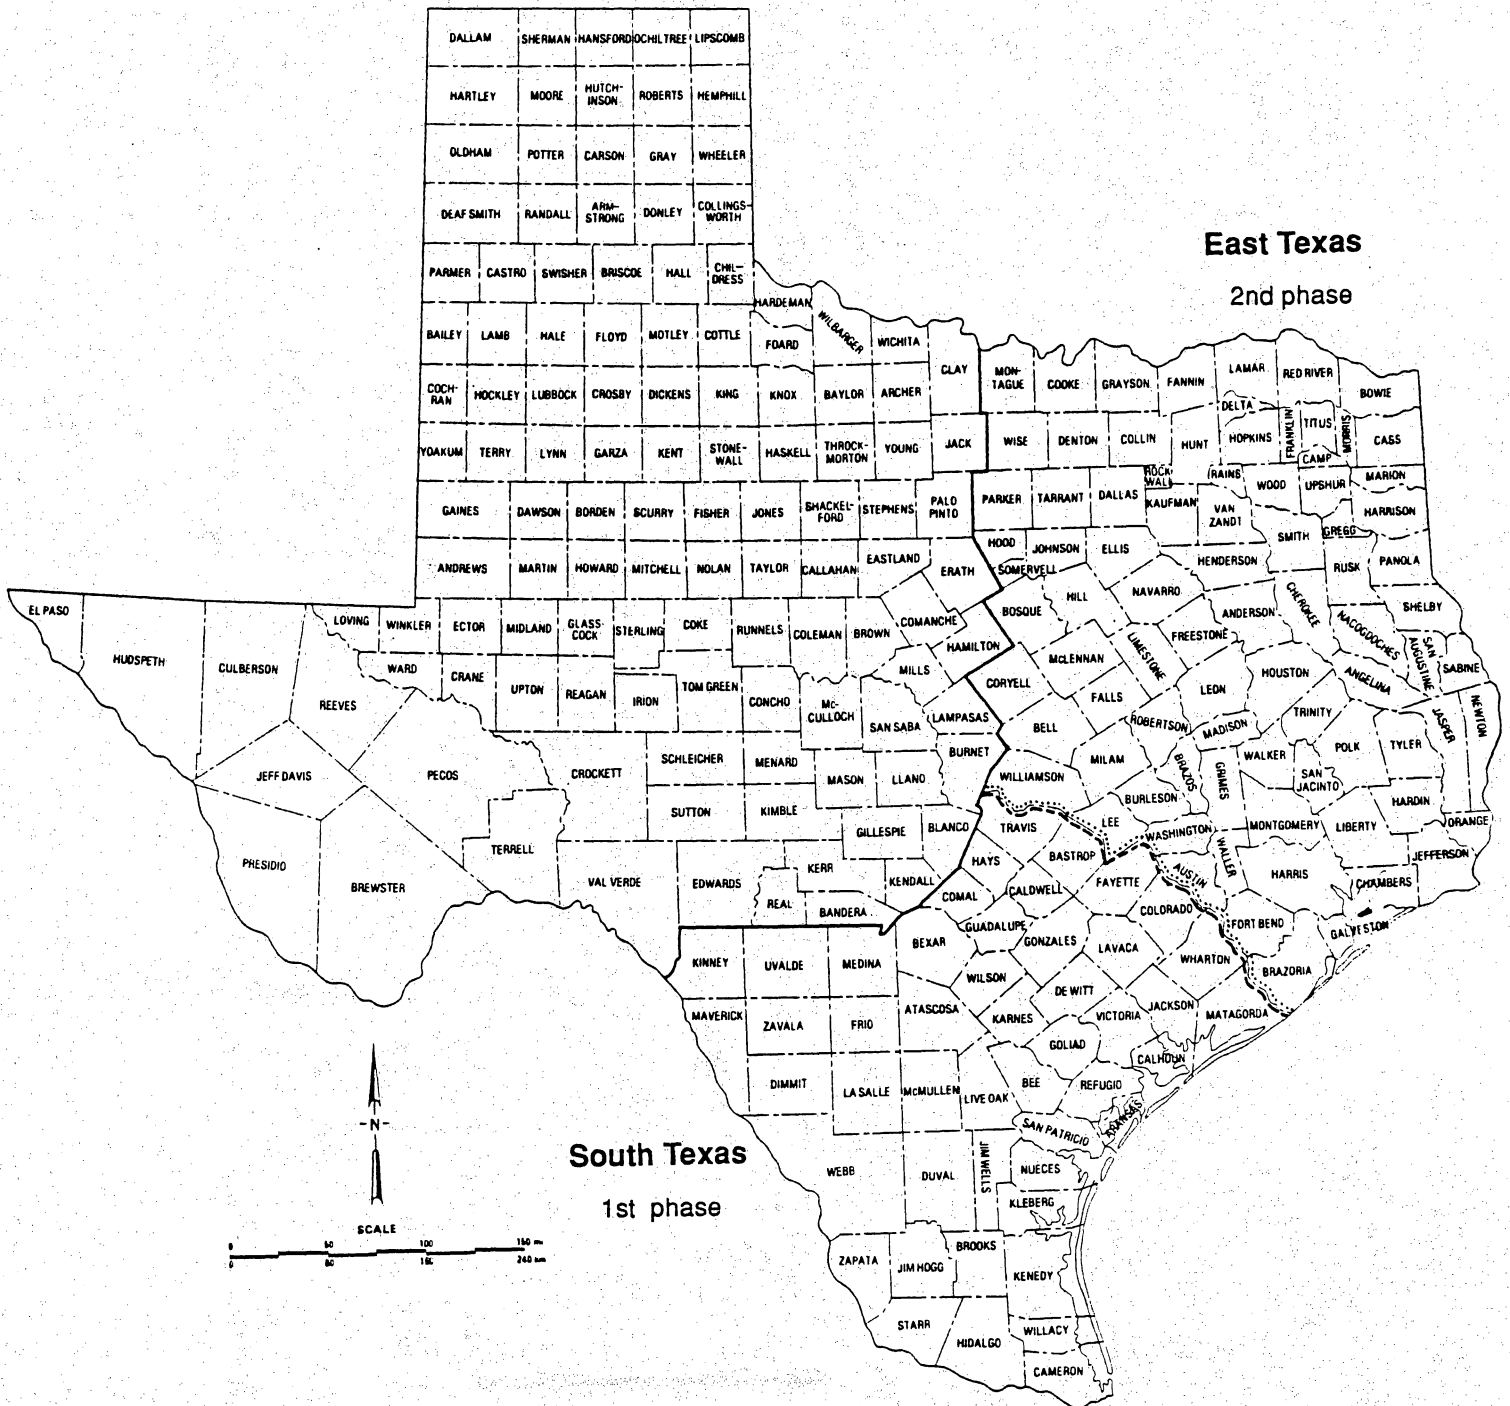 DALLAM SHERMAN HANSFORD OCHILTREE LIPSCOMB
HARTLEY MOORE HUTCH-
INSON ROBERTS HEMPHILL
OLDHAM POTTER CARSON GRAY WHEELER
DEAF SMITH RANDALL ARM-
STRONG DONLEY COLLINGS-
WORTH
East Texas
2nd phase
PARMER CASTRO SWISHER BRISCOE HALL CHIL-
DRESS
HARDEMAN
BAILEY LAMB HALE FLOYD MOTLEY COTTLE FOARD WILBARGER WICHITA
CLAY MON-
TAGUE COOKE GRAYSON FANNIN LAMAR RED RIVER BOWIE
COCH-
RAN HOCKLEY LUBBOCK CROSBY DICKENS KING KNOX BAYLOR ARCHER
DELTA FRANKLIN TITUS MORRIS CASS
YOAKUM TERRY LYNN GARZA KENT STONE-
WALL HASKELL THROCK-
MORTON YOUNG JACK WISE DENTON COLLIN HUNT HOPKINS CAMP
ROCK
WALL RAINS WOOD UPSHUR MARION
GAINES DAWSON BORDEN SCURRY FISHER JONES SHACKEL-
FORD STEPHENS PALO
PINTO PARKER TARRANT DALLAS KAUFMAN VAN
ZANDT HARRISON
HOOD JOHNSON ELLIS SMITH GREGG
ANDREWS MARTIN HOWARD MITCHELL NOLAN TAYLOR CALLAHAN EASTLAND ERATH SOMERVELL HENDERSON RUSK PANOLA
EL PASO LOVING WINKLER ECTOR MIDLAND GLASS-
COCK STERLING COKE RUNNELS COLEMAN BROWN COMANCHE BOSQUE HILL NAVARRO ANDERSON CHEROKEE SHELBY
HUDSPETH CULBERSON WARD CRANE HAMILTON McLENNAN LIMESTONE FREESTONE NACOGDOCHES SAN
AUGUSTINE SABINE
REEVES UPTON REAGAN IRION TOM GREEN CONCHO Mc-
CULLOCH MILLS CORYELL FALLS LEON HOUSTON ANGELINA
SAN SABA LAMPASAS BELL ROBERTSON MADISON TRINITY JASPER NEWTON
JEFF DAVIS PECOS CROCKETT SCHLEICHER MENARD MASON LLANO BURNET WILLIAMSON MILAM BRAZOS GRIMES WALKER SAN
JACINTO POLK TYLER
SUTTON KIMBLE BURLESON HARDIN
TERRELL GILLESPIE BLANCO TRAVIS LEE WASHINGTON MONTGOMERY LIBERTY ORANGE
PRESIDIO BREWSTER VAL VERDE EDWARDS KERR HAYS BASTROP WALLER JEFFERSON
REAL KENDALL COMAL CALDWELL FAYETTE AUSTIN HARRIS CHAMBERS
BANDERA GUADALUPE COLORADO FORT BEND GALVESTON
KINNEY UVALDE MEDINA BEXAR GONZALES LAVACA WHARTON BRAZORIA
WILSON DE WITT
MAVERICK ZAVALA FRIO ATASCOSA KARNES VICTORIA JACKSON MATAGORDA
GOLIAD CALHOUN
DIMMIT LA SALLE McMULLEN LIVE OAK BEE REFUGIO
ARANSAS
SAN PATRICIO
-N-
South Texas
1st phase
WEBB DUVAL JIM WELLS NUECES
KLEBERG
SCALE
0 50 100 150 mi
0 80 160 240 km
ZAPATA JIM HOGG BROOKS KENEDY
STARR HIDALGO WILLACY
CAMERON